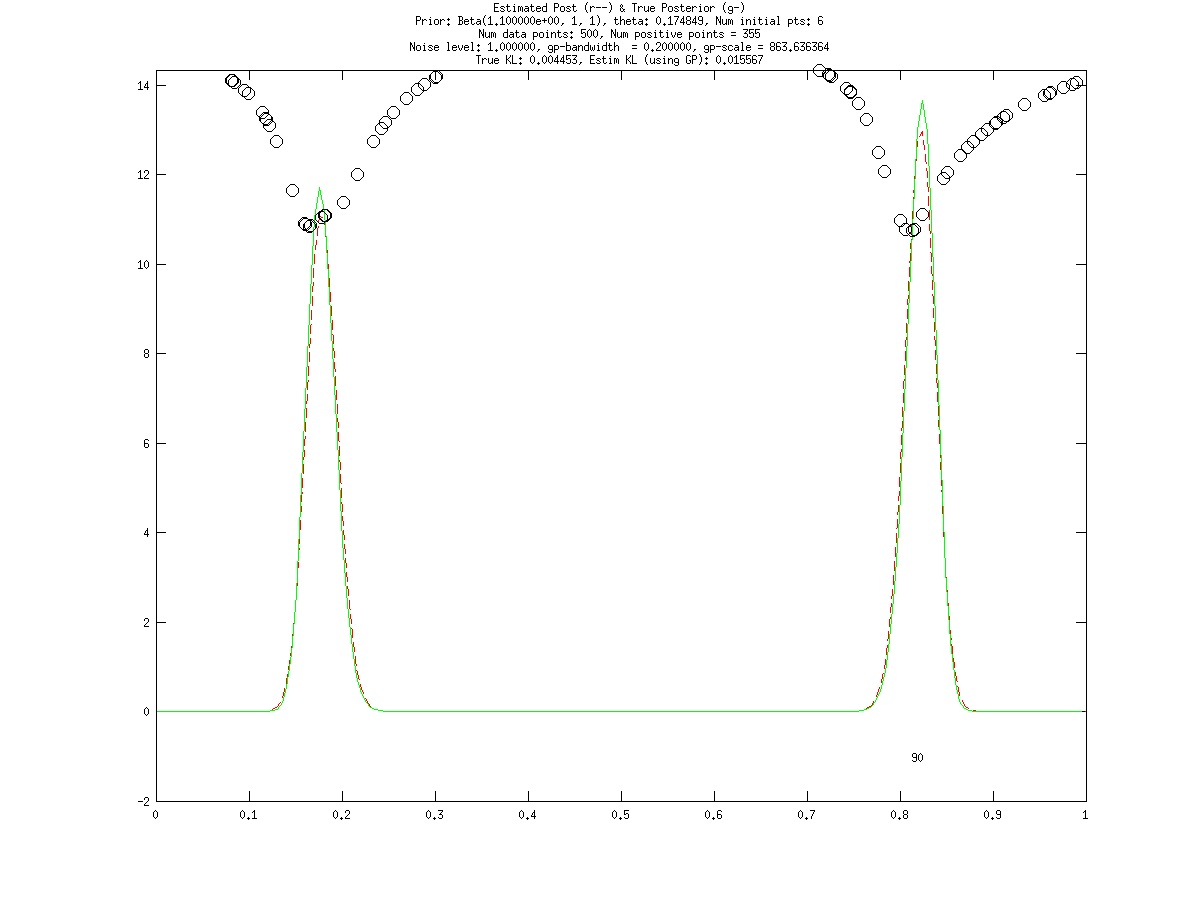 Estimated Post (r--) & True Posterior (g-)
Prior: Beta(1.100000e+00, 1, 1), theta: 0.174849, Num initial pts: 6
Num data points: 500, Num positive points = 355
Noise level: 1.000000, gp-bandwidth  = 0.200000, gp-scale = 863.636364
True KL: 0.004453, Estim KL (using GP): 0.015567
14
12
10
8
6
4
2
0
90
-2
0 0.1 0.2 0.3 0.4 0.5 0.6 0.7 0.8 0.9 1